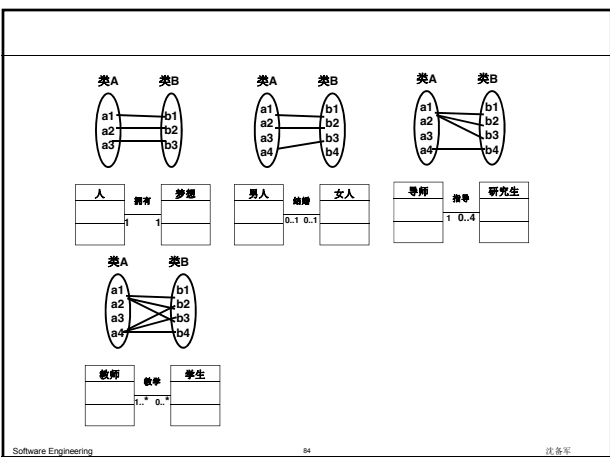 类A 类B
a1 b1
a2 b2
a3 b3
人 拥有 梦想
1 1
类A 类B
a1 b1
a2 b2
a3 b3
a4 b4
男人 结婚 女人
0..1 0..1
类A 类B
a1 b1
a2 b2
a3 b3
a4 b4
导师 指导 研究生
1 0..4
类A 类B
a1 b1
a2 b2
a3 b3
a4 b4
教师 教学 学生
1..* 0..*
Software Engineering 84 沈备军